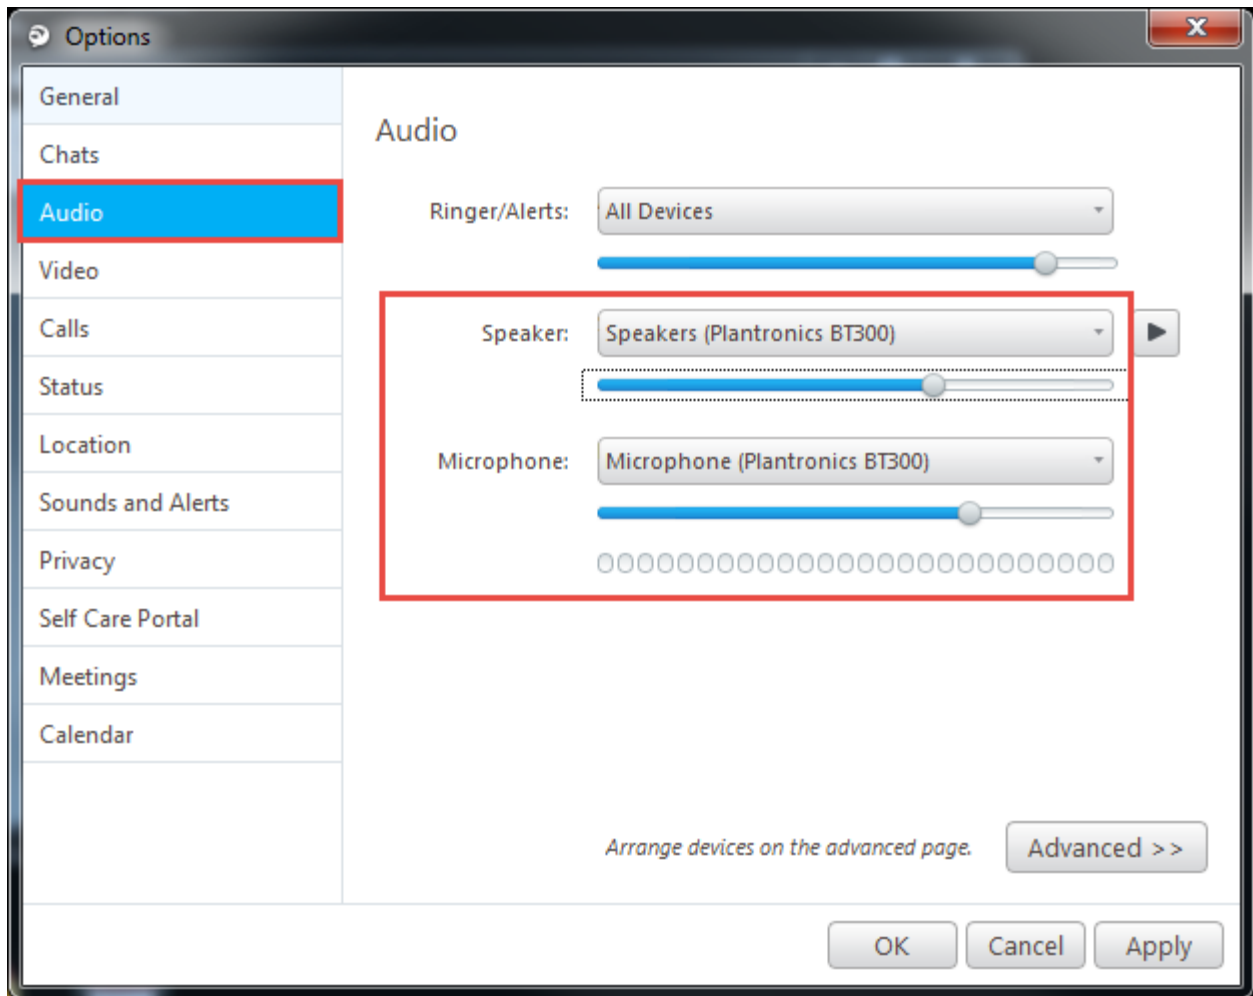 Options
General
Chats
Audio
Video
Calls
Status
Location
Sounds and Alerts
Privacy
Self Care Portal
Meetings
Calendar
Audio
Ringer/Alerts: All Devices
Speaker: Speakers (Plantronics BT300)
Microphone: Microphone (Plantronics BT300)
Arrange devices on the advanced page. Advanced >>
OK Cancel Apply